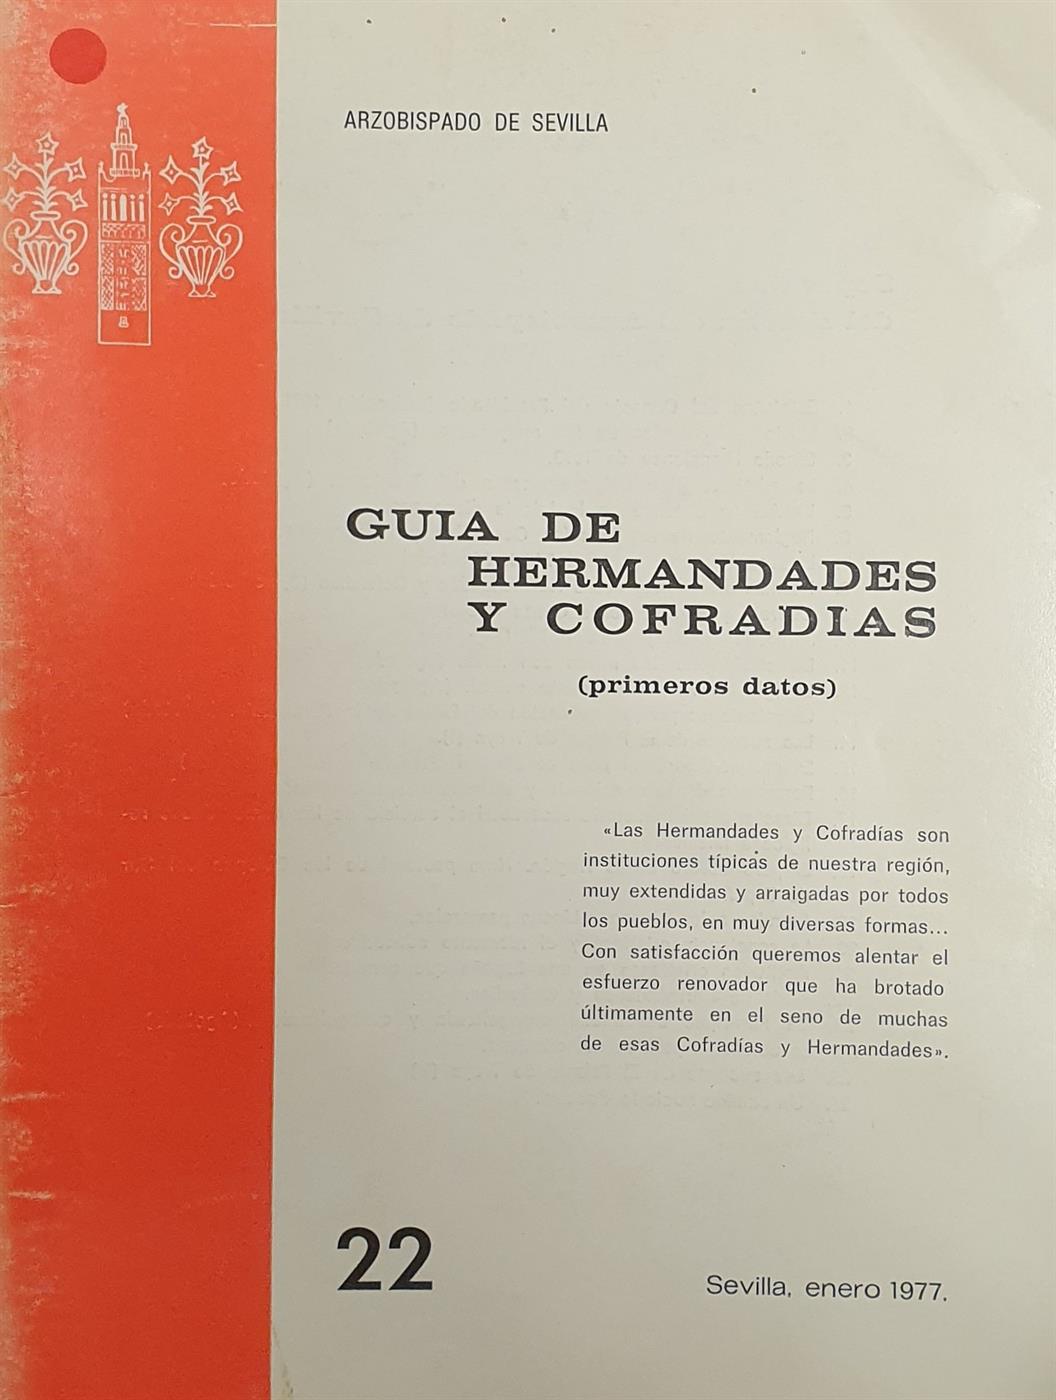 ARZOBISPADO DE SEVILLA
GUIA DE
HERMANDADES
Y COFRADIAS
(primeros datos)
«Las Hermandades y Cofradías son
instituciones típicas de nuestra región,
muy extendidas y arraigadas por todos
los pueblos, en muy diversas formas...
Con satisfacción queremos alentar el
esfuerzo renovador que ha brotado
últimamente en el seno de muchas
de esas Cofradías y Hermandades».
22
Sevilla, enero 1977.